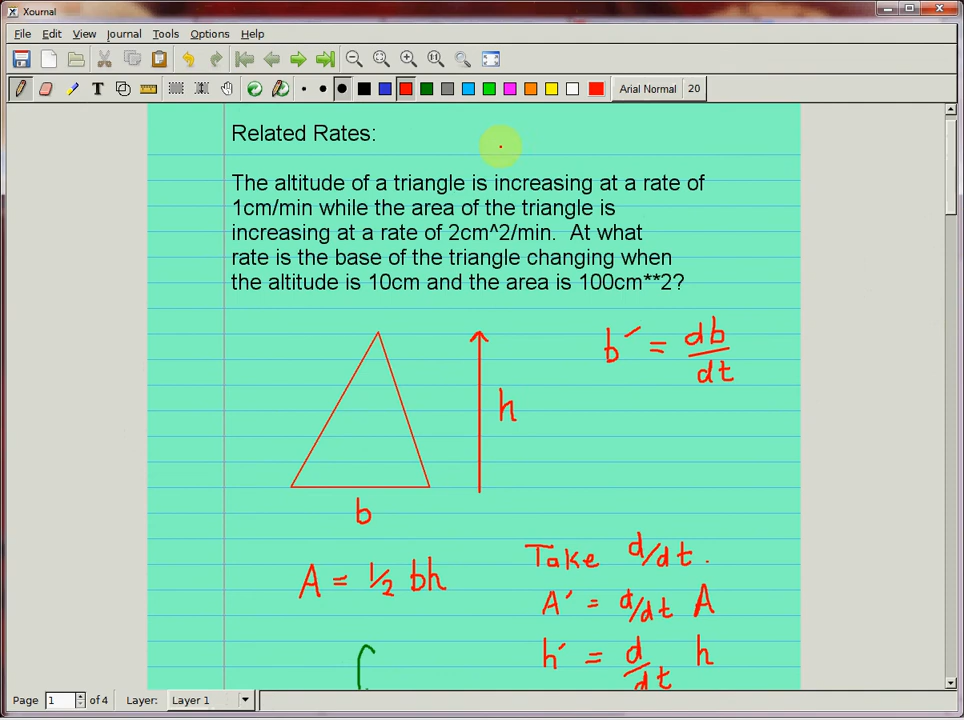 Xournal
File Edit View Journal Tools Options Help
T Arial Normal 20
Related Rates:
The altitude of a triangle is increasing at a rate of
1cm/min while the area of the triangle is
increasing at a rate of 2cm^2/min. At what
rate is the base of the triangle changing when
the altitude is 10cm and the area is 100cm**2?
b´ = db/dt
h
b
Take d/dt.
A = 1/2 bh
A´ = d/dt A
h´ = d/dt h
Page 1 of 4 Layer: Layer 1